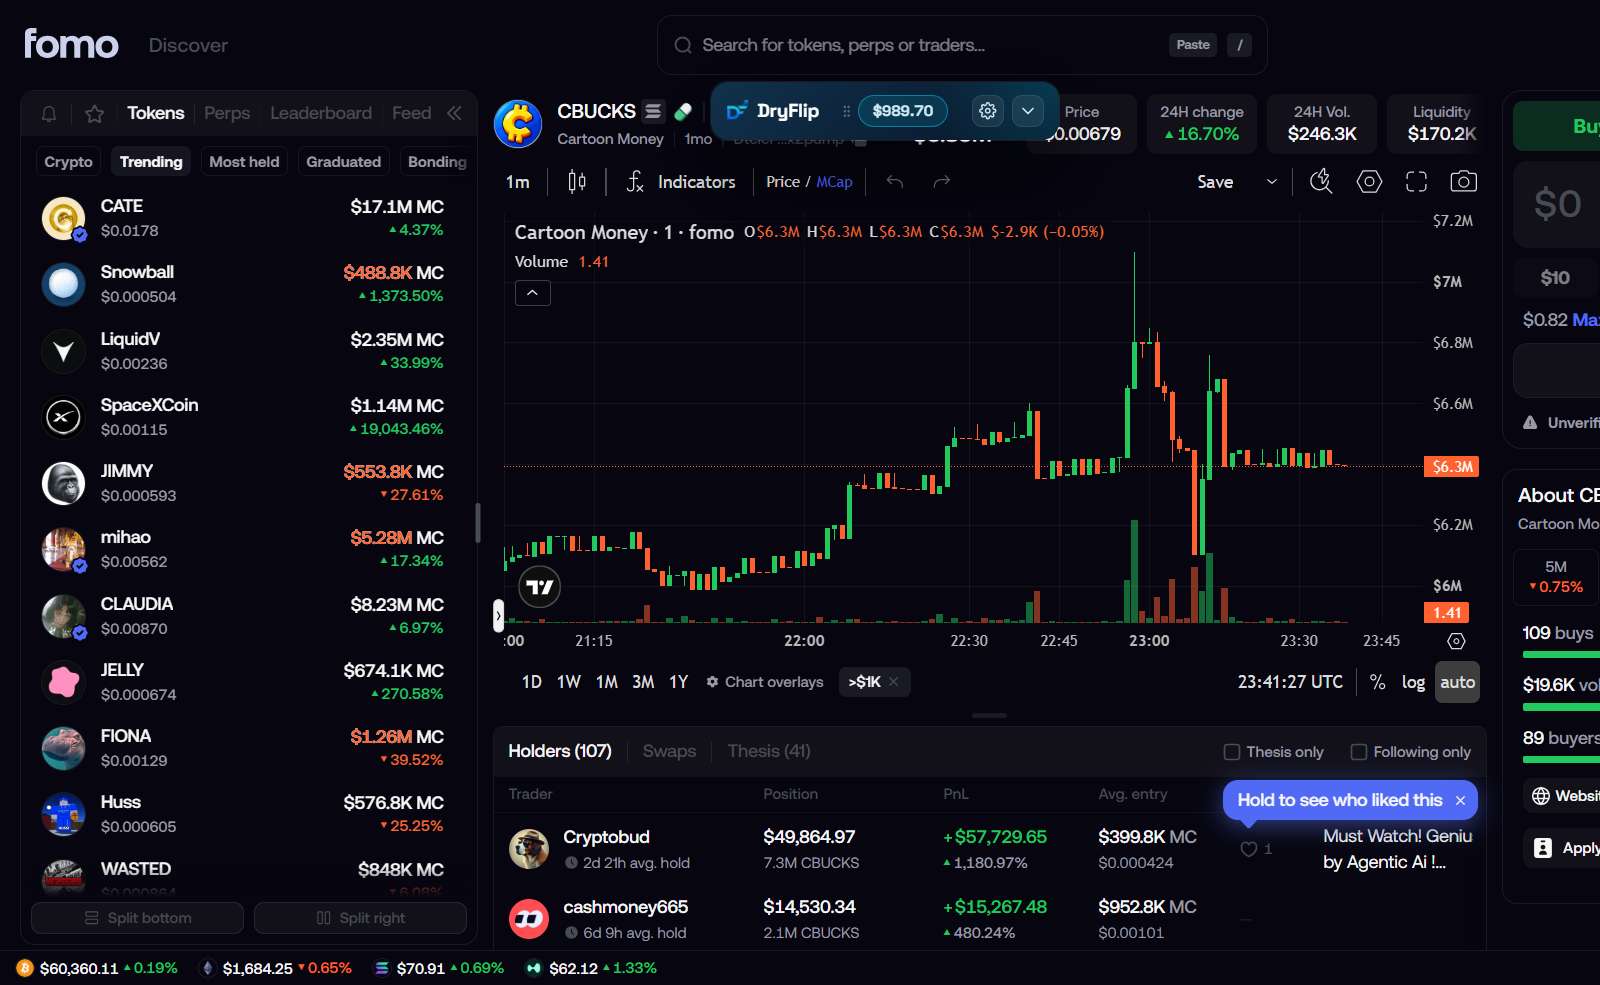 fomo
Discover
Search for tokens, perps or traders...
Paste
/
Tokens
Perps
Leaderboard
Feed
Crypto
Trending
Most held
Graduated
Bonding
CATE
$17.1M MC
$0.0178
4.37%
Snowball
$488.8K MC
$0.000504
1,373.50%
LiquidV
$2.35M MC
$0.00236
33.99%
SpaceXCoin
$1.14M MC
$0.00115
19,043.46%
JIMMY
$553.8K MC
$0.000593
27.61%
mihao
$5.28M MC
$0.00562
17.34%
CLAUDIA
$8.23M MC
$0.00870
6.97%
JELLY
$674.1K MC
$0.000674
270.58%
FIONA
$1.26M MC
$0.00129
39.52%
Huss
$576.8K MC
$0.000605
25.25%
WASTED
$848K MC
$0.000864
6.08%
Split bottom
Split right
CBUCKS
Cartoon Money
1mo
DryFlip
$989.70
Price
0.00679
24H change
16.70%
24H Vol.
$246.3K
Liquidity
$170.2K
1m
Indicators
Price / MCap
Save
Cartoon Money · 1 · fomo O$6.3M H$6.3M L$6.3M C$6.3M $-2.9K (−0.05%)
Volume 1.41
$7.2M
$7M
$6.8M
$6.6M
$6.3M
$6.2M
$6M
1.41
:00
21:15
22:00
22:30
22:45
23:00
23:30
23:45
1D 1W 1M 3M 1Y
Chart overlays
>$1K
23:41:27 UTC
%
log
auto
Holders (107)
Swaps
Thesis (41)
Thesis only
Following only
Trader
Position
PnL
Avg. entry
Hold to see who liked this
Cryptobud
2d 21h avg. hold
$49,864.97
7.3M CBUCKS
+$57,729.65
1,180.97%
$399.8K MC
$0.000424
1
Must Watch! Geniu
by Agentic Ai !...
cashmoney665
6d 9h avg. hold
$14,530.34
2.1M CBUCKS
+$15,267.48
480.24%
$952.8K MC
$0.00101
Buy
$0
$10
$0.82 Max
Unverifi
About CB
Cartoon Mo
5M
0.75%
109 buys
$19.6K vol
89 buyers
Websit
Apply
$60,360.11 0.19%
$1,684.25 0.65%
$70.91 0.69%
$62.12 1.33%